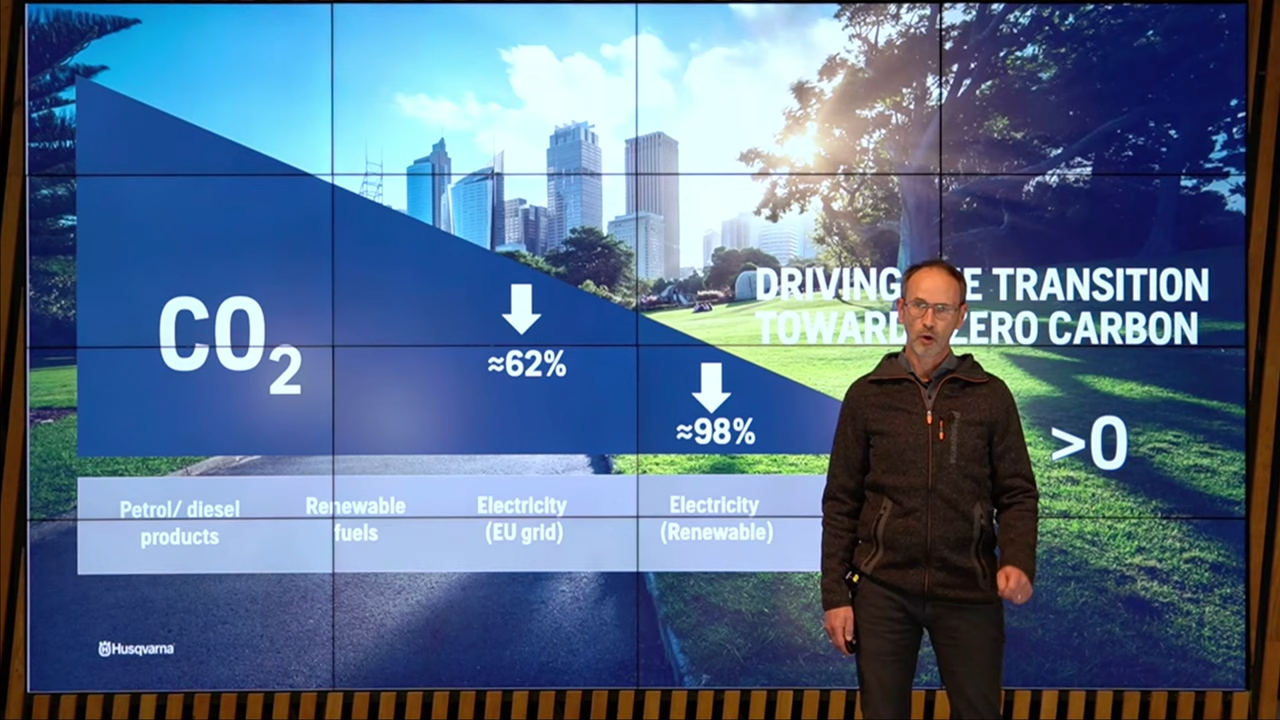 DRIVING E TRANSITION
TOWARD ZERO CARBON
CO₂
≈62%
≈98%
>0
Petrol/ diesel
products
Renewable
fuels
Electricity
(EU grid)
Electricity
(Renewable)
Husqvarna